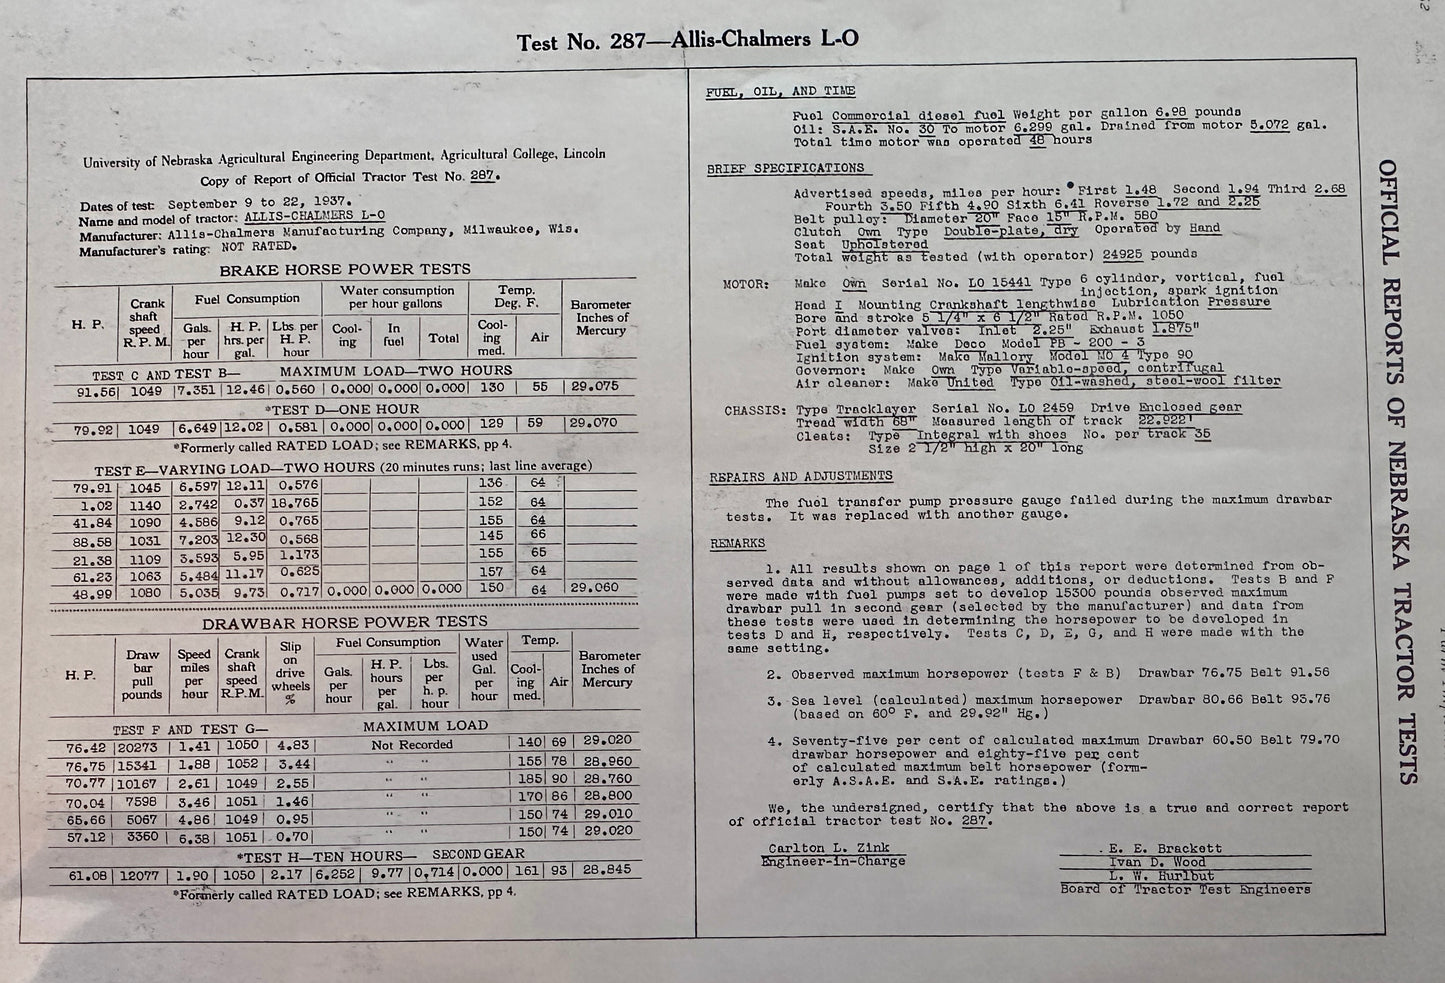 Test No. 287—Allis-Chalmers L-O
University of Nebraska Agricultural Engineering Department, Agricultural College, Lincoln
Copy of Report of Official Tractor Test No. 287.
Dates of test: September 9 to 22, 1937.
Name and model of tractor: ALLIS-CHALMERS L-O
Manufacturer: Allis-Chalmers Manufacturing Company, Milwaukee, Wis.
Manufacturer's rating: NOT RATED.
BRAKE HORSE POWER TESTS
H. P. | Crank shaft speed R. P. M. | Fuel Consumption | Water consumption per hour gallons | Temp. Deg. F. | Barometer Inches of Mercury
Gals. per hour | H. P. hrs. per gal. | Lbs per H. P. hour | Cool-ing | In fuel | Total | Cool-ing med. | Air
TEST C AND TEST B— MAXIMUM LOAD—TWO HOURS
91.56 | 1049 | 7.351 | 12.46 | 0.560 | 0.000 | 0.000 | 0.000 | 130 | 55 | 29.075
*TEST D—ONE HOUR
79.92 | 1049 | 6.649 | 12.02 | 0.581 | 0.000 | 0.000 | 0.000 | 129 | 59 | 29.070
*Formerly called RATED LOAD; see REMARKS, pp 4.
TEST E—VARYING LOAD—TWO HOURS (20 minutes runs; last line average)
79.91 | 1045 | 6.597 | 12.11 | 0.576 | 136 | 64
1.02 | 1140 | 2.742 | 0.37 | 18.765 | 152 | 64
41.84 | 1090 | 4.586 | 9.12 | 0.765 | 155 | 64
88.58 | 1031 | 7.203 | 12.30 | 0.568 | 145 | 66
21.38 | 1109 | 3.593 | 5.95 | 1.173 | 155 | 65
61.23 | 1063 | 5.484 | 11.17 | 0.625 | 157 | 64
48.99 | 1080 | 5.035 | 9.73 | 0.717 | 0.000 | 0.000 | 0.000 | 150 | 64 | 29.060
DRAWBAR HORSE POWER TESTS
H. P. | Draw bar pull pounds | Speed miles per hour | Crank shaft speed R.P.M. | Slip on drive wheels % | Fuel Consumption | Water used Gal. per hour | Temp. | Barometer Inches of Mercury
Gals. per hour | H. P. hours per gal. | Lbs. per h. p. hour | Cool-ing med. | Air
TEST F AND TEST G— MAXIMUM LOAD
76.42 | 20273 | 1.41 | 1050 | 4.83 | Not Recorded | 140 | 69 | 29.020
76.75 | 15341 | 1.88 | 1052 | 3.44 | " " | 155 | 78 | 28.960
70.77 | 10167 | 2.61 | 1049 | 2.55 | " " | 185 | 90 | 28.760
70.04 | 7598 | 3.46 | 1051 | 1.46 | " " | 170 | 86 | 28.800
65.66 | 5067 | 4.86 | 1049 | 0.95 | " " | 150 | 74 | 29.010
57.12 | 3360 | 6.38 | 1051 | 0.70 | " " | 150 | 74 | 29.020
*TEST H—TEN HOURS— SECOND GEAR
61.08 | 12077 | 1.90 | 1050 | 2.17 | 6.252 | 9.77 | 0.714 | 0.000 | 161 | 93 | 28.845
*Formerly called RATED LOAD; see REMARKS, pp 4.
FUEL, OIL, AND TIME
Fuel Commercial diesel fuel Weight per gallon 6.98 pounds
Oil: S.A.E. No. 30 To motor 6.299 gal. Drained from motor 5.072 gal.
Total time motor was operated 48 hours
BRIEF SPECIFICATIONS
Advertised speeds, miles per hour: First 1.48 Second 1.94 Third 2.68
Fourth 3.50 Fifth 4.90 Sixth 6.41 Reverse 1.72 and 2.25
Belt pulley: Diameter 20" Face 15" R.P.M. 580
Clutch Own Type Double-plate, dry Operated by Hand
Seat Upholstered
Total weight as tested (with operator) 24925 pounds
MOTOR: Make Own Serial No. LO 15441 Type 6 cylinder, vertical, fuel
injection, spark ignition
Head I Mounting Crankshaft lengthwise Lubrication Pressure
Bore and stroke 5 1/4" x 6 1/2" Rated R.P.M. 1050
Port diameter valves: Inlet 2.25" Exhaust 1.875"
Fuel system: Make Deco Model PB - 200 - 3
Ignition system: Make Mallory Model MO 4 Type 90
Governor: Make Own Type Variable-speed, centrifugal
Air cleaner: Make United Type Oil-washed, steel-wool filter
CHASSIS: Type Tracklayer Serial No. LO 2459 Drive Enclosed gear
Tread width 68" Measured length of track 22.922'
Cleats: Type Integral with shoes No. per track 35
Size 2 1/2" high x 20" long
REPAIRS AND ADJUSTMENTS
The fuel transfer pump pressure gauge failed during the maximum drawbar
tests. It was replaced with another gauge.
REMARKS
1. All results shown on page 1 of this report were determined from ob-
served data and without allowances, additions, or deductions. Tests B and F
were made with fuel pumps set to develop 15300 pounds observed maximum
drawbar pull in second gear (selected by the manufacturer) and data from
these tests were used in determining the horsepower to be developed in
tests D and H, respectively. Tests C, D, E, G, and H were made with the
same setting.
2. Observed maximum horsepower (tests F & B) Drawbar 76.75 Belt 91.56
3. Sea level (calculated) maximum horsepower Drawbar 80.66 Belt 93.76
(based on 60° F. and 29.92" Hg.)
4. Seventy-five per cent of calculated maximum Drawbar 60.50 Belt 79.70
drawbar horsepower and eighty-five per cent
of calculated maximum belt horsepower (form-
erly A.S.A.E. and S.A.E. ratings.)
We, the undersigned, certify that the above is a true and correct report
of official tractor test No. 287.
Carlton L. Zink
Engineer-in-Charge
E. E. Brackett
Ivan D. Wood
L. W. Hurlbut
Board of Tractor Test Engineers
OFFICIAL REPORTS OF NEBRASKA TRACTOR TESTS